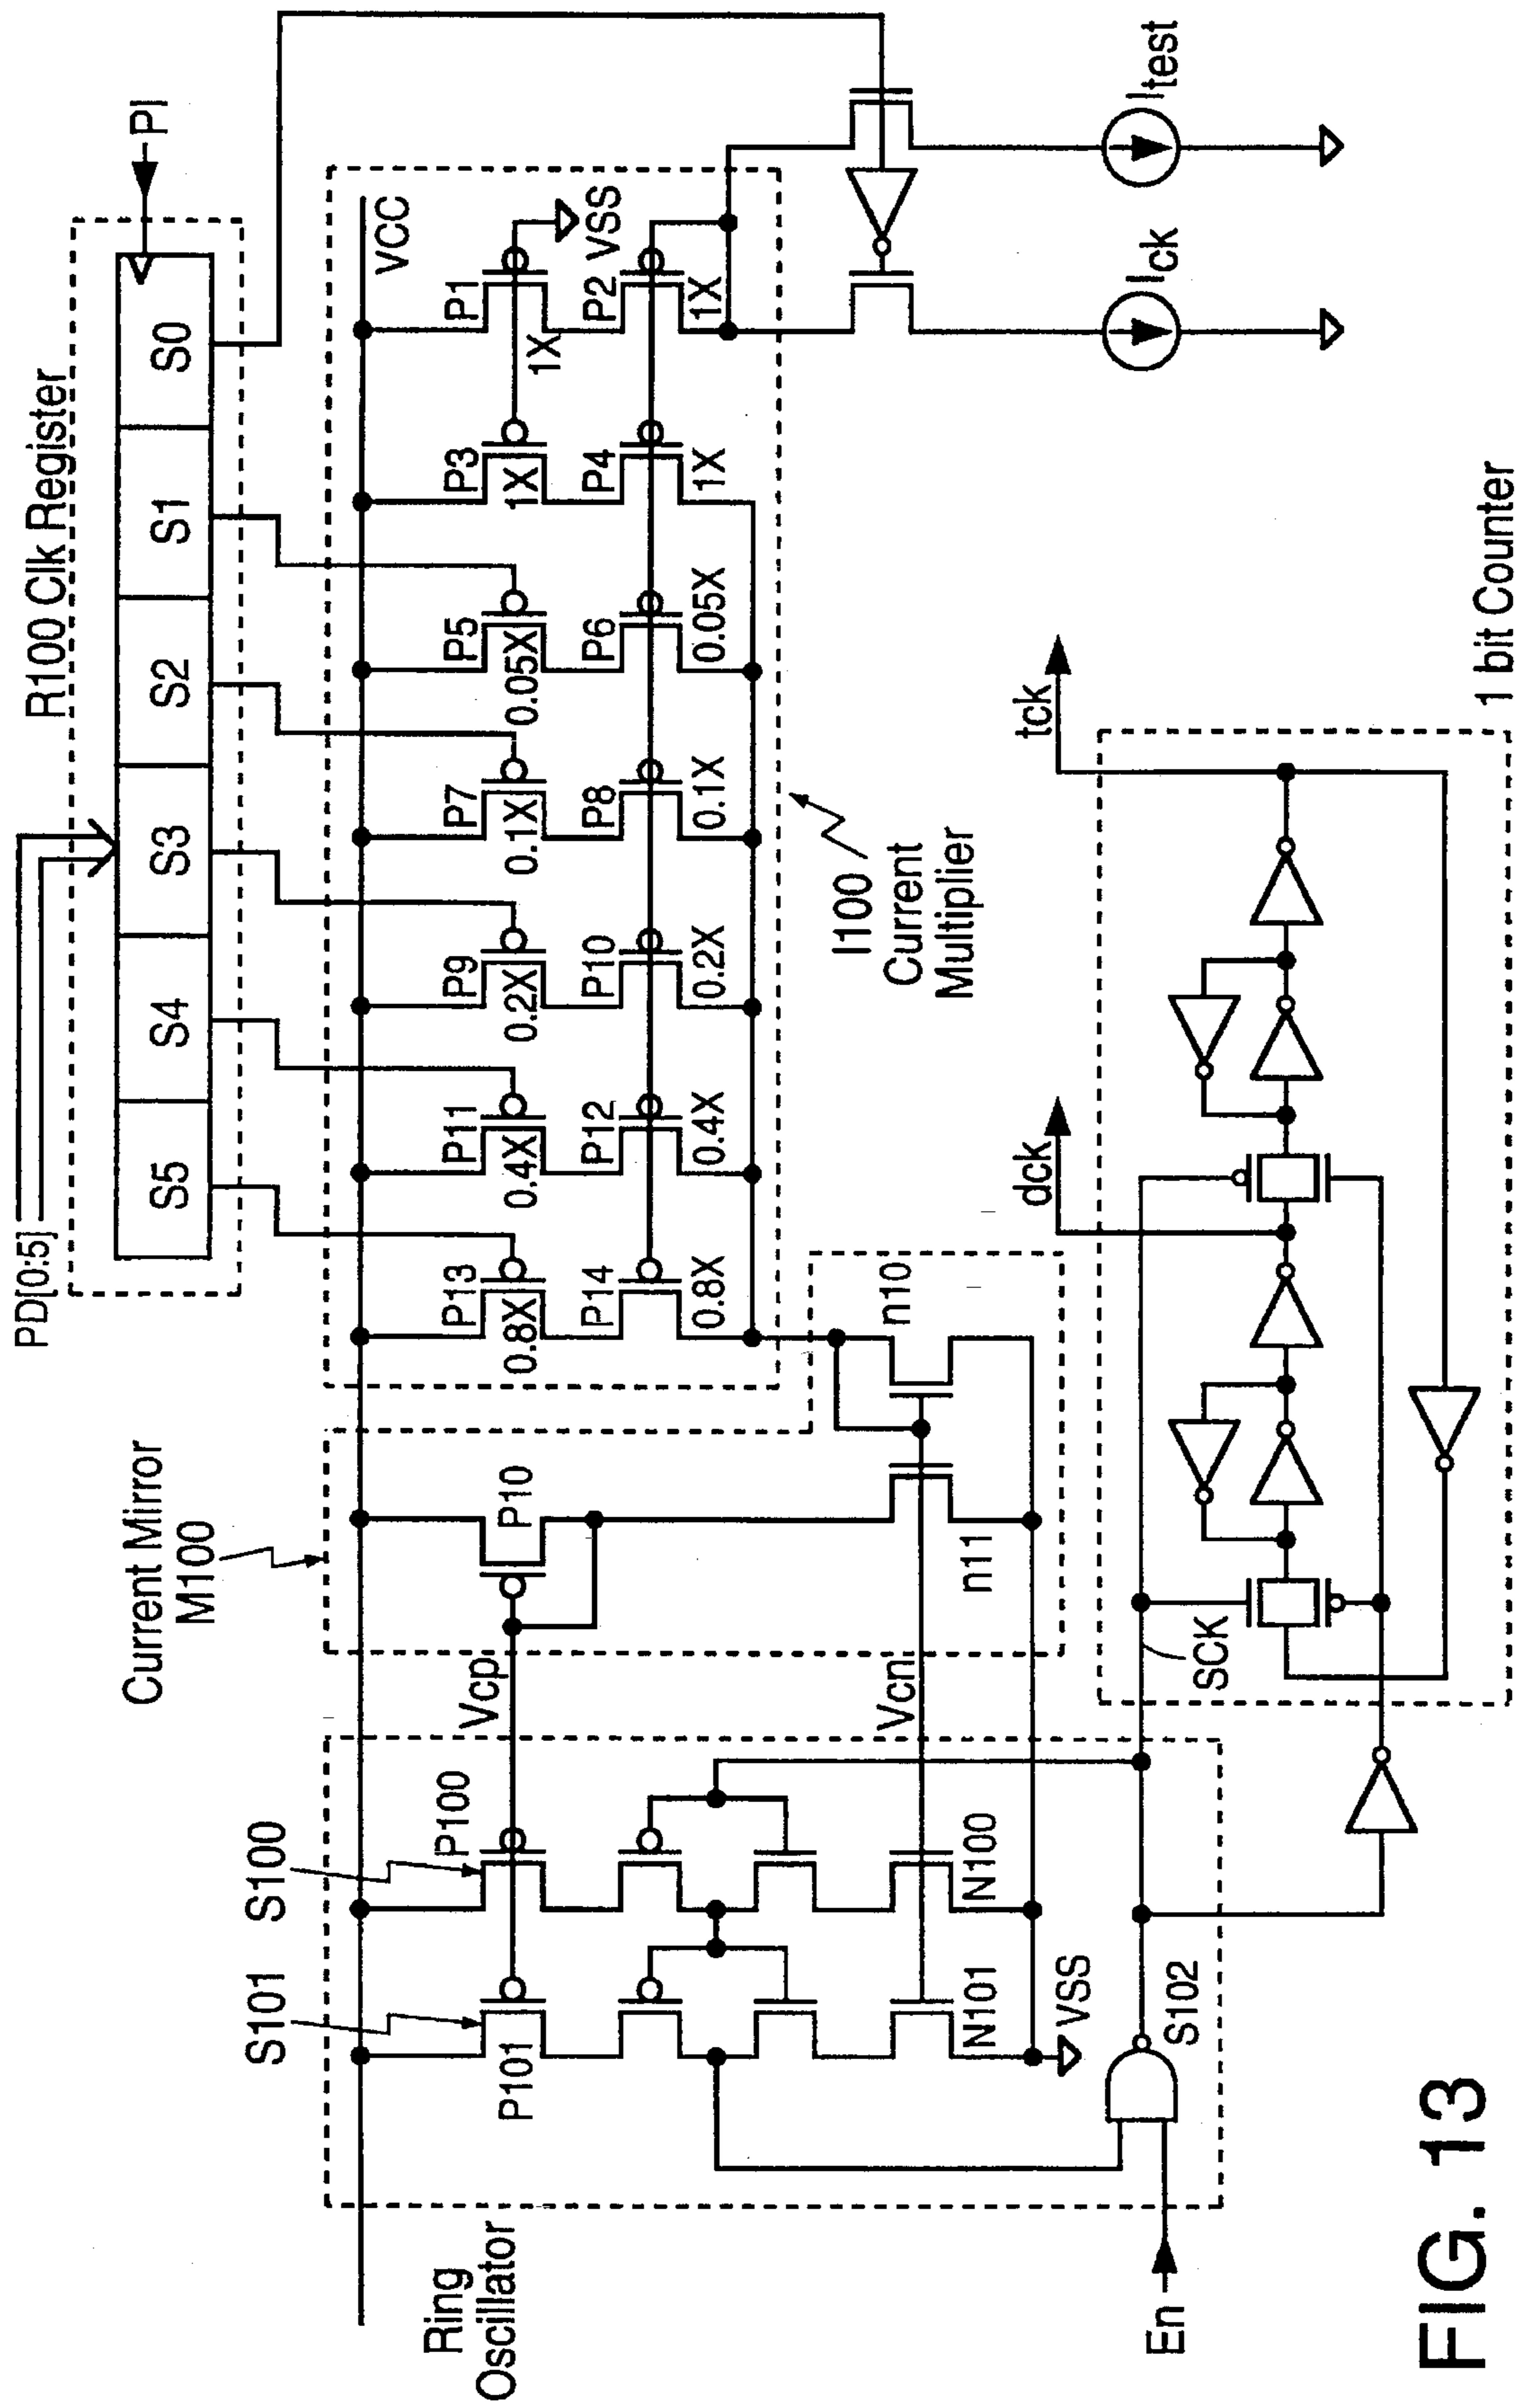 PD[0:5]
R100 Clk Register
PI
S5
S4
S3
S2
S1
S0
Current Mirror
M100
S101
S100
VCC
P13
0.8X
P11
0.4X
P9
0.2X
P7
0.1X
P5
0.05X
P3
1X
P1
1X
VSS
P14
0.8X
P12
0.4X
P10
0.2X
P8
0.1X
P6
0.05X
P4
1X
P2
1X
Ring
Oscillator
P101
P100
Vcp
P10
I100
Current
Multiplier
N101
N100
Vcn
n11
n10
VSS
En
S102
SCK
dck
tck
Ick
Itest
1 bit Counter
FIG. 13